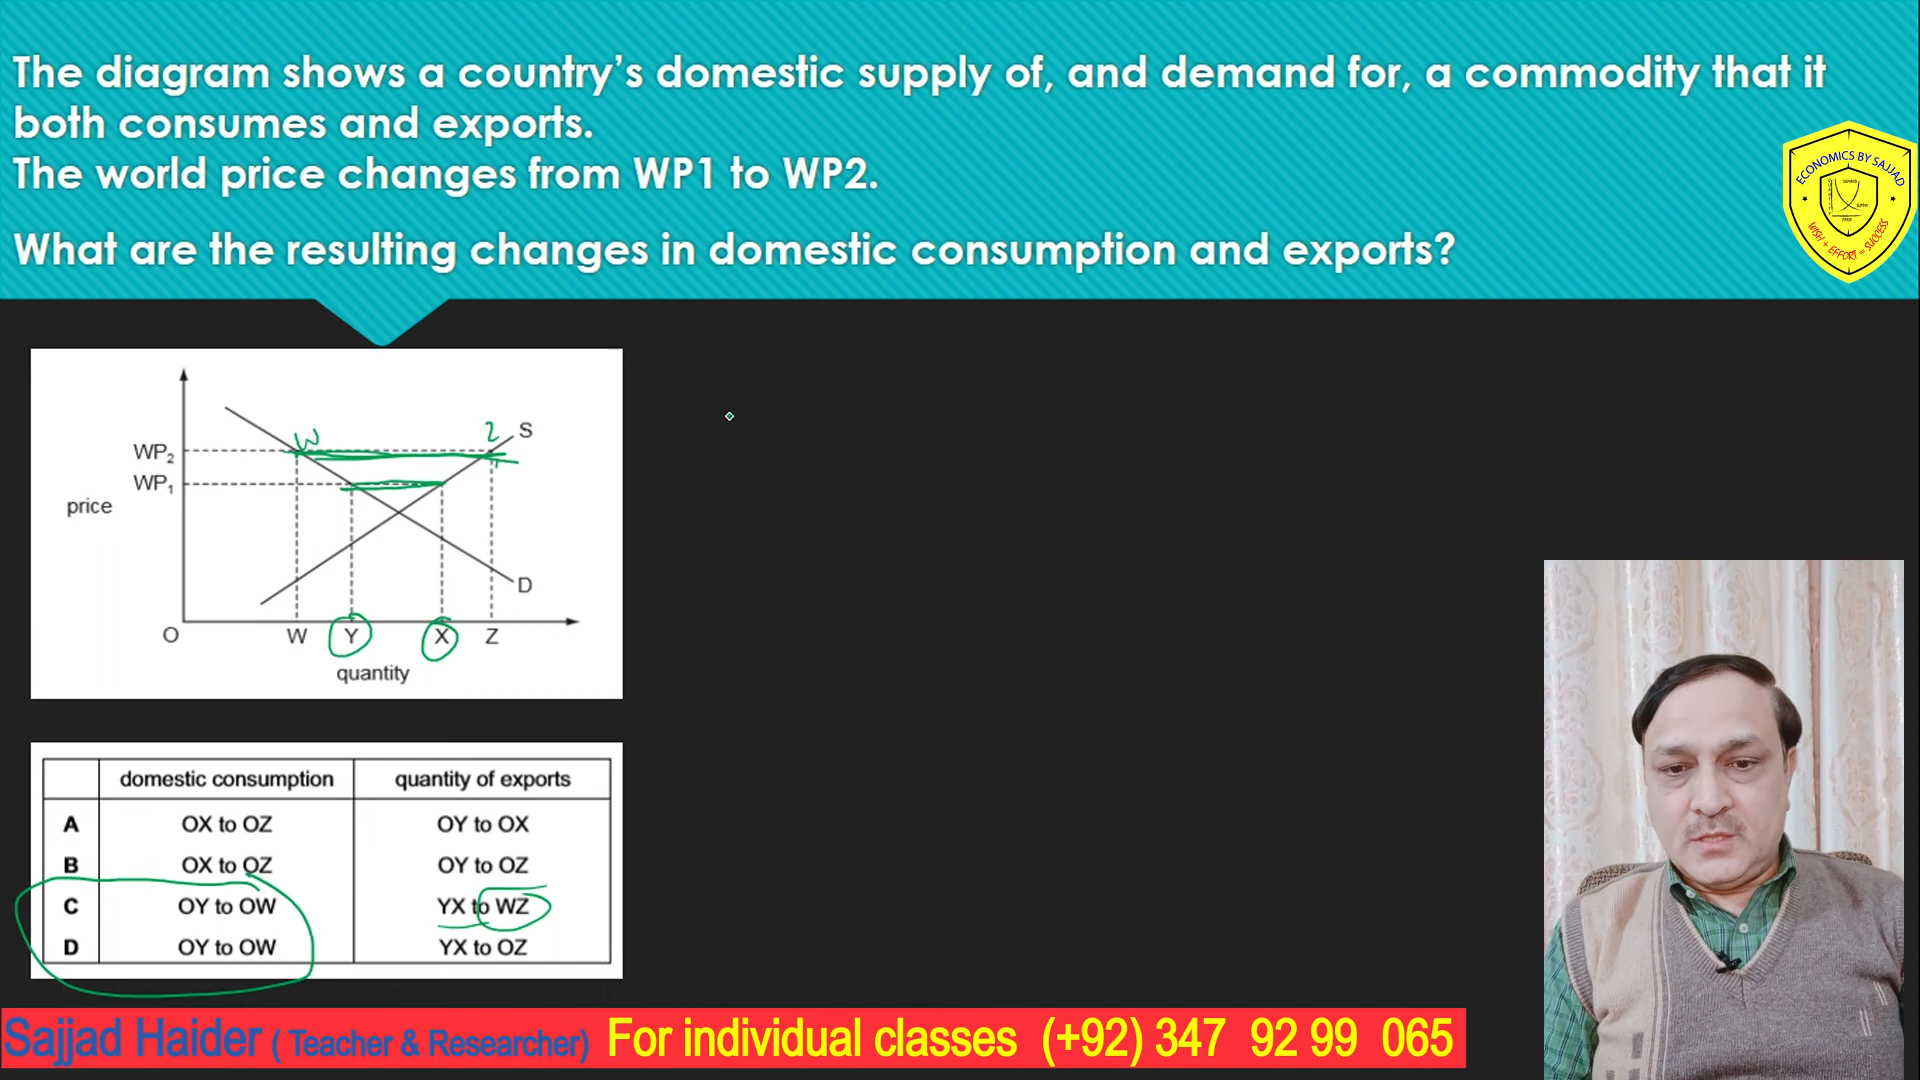 The diagram shows a country's domestic supply of, and demand for, a commodity that it
both consumes and exports.
The world price changes from WP1 to WP2.
What are the resulting changes in domestic consumption and exports?
ECONOMICS BY SAJJAD
WISH + EFFORT = SUCCESS
W
Z
S
WP₂
WP₁
price
D
O W Y X Z
quantity
domestic consumption quantity of exports
A OX to OZ OY to OX
B OX to OZ OY to OZ
C OY to OW YX to WZ
D OY to OW YX to OZ
Sajjad Haider ( Teacher & Researcher) For individual classes (+92) 347 92 99 065